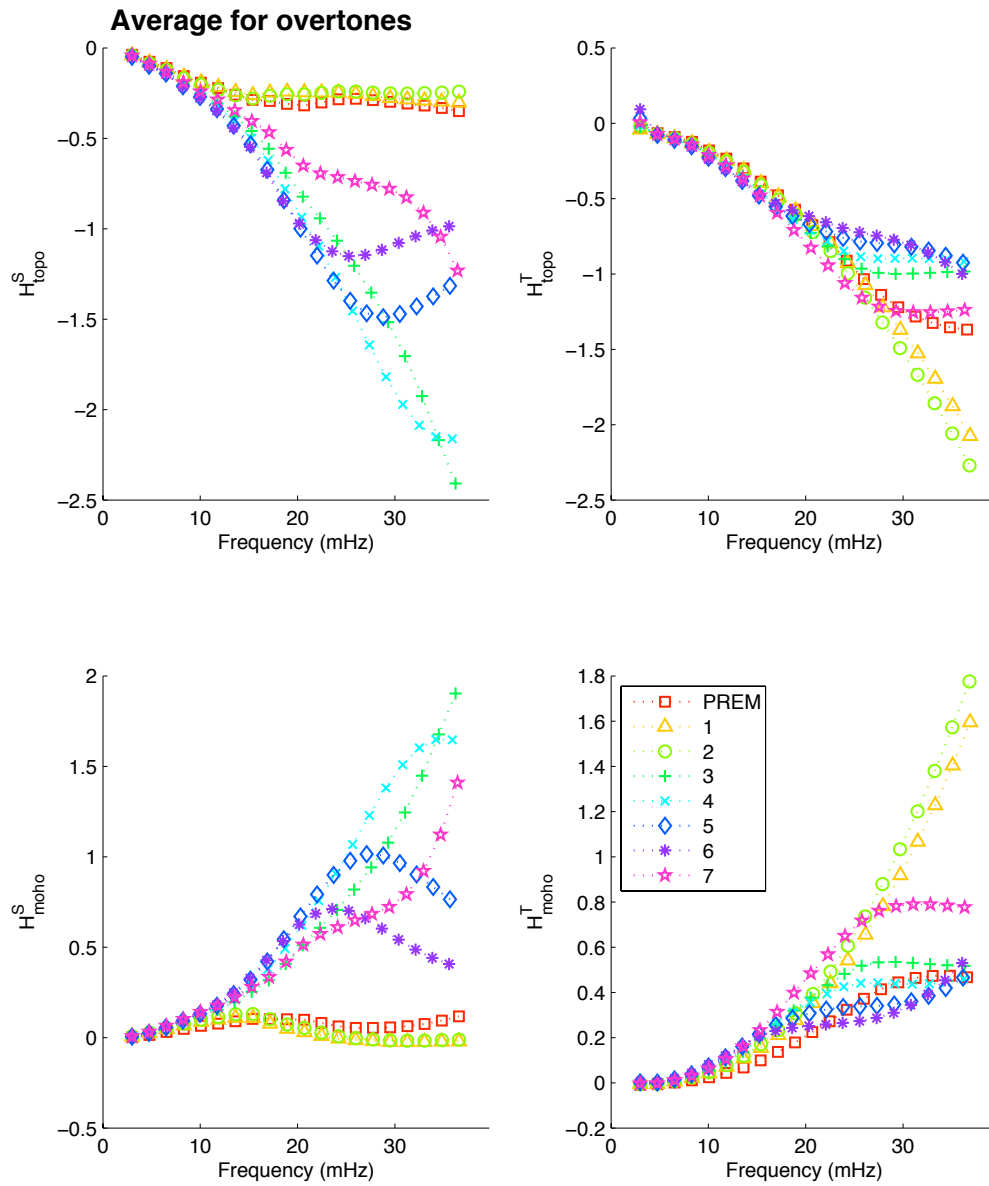 Average for overtones
0
−0.5
−1
−1.5
−2
−2.5
H^S_topo
0 10 20 30
Frequency (mHz)
0.5
0
−0.5
−1
−1.5
−2
−2.5
H^T_topo
0 10 20 30
Frequency (mHz)
2
1.5
1
0.5
0
−0.5
H^S_moho
0 10 20 30
Frequency (mHz)
1.8
1.6
1.4
1.2
1
0.8
0.6
0.4
0.2
0
−0.2
H^T_moho
0 10 20 30
Frequency (mHz)
PREM
1
2
3
4
5
6
7